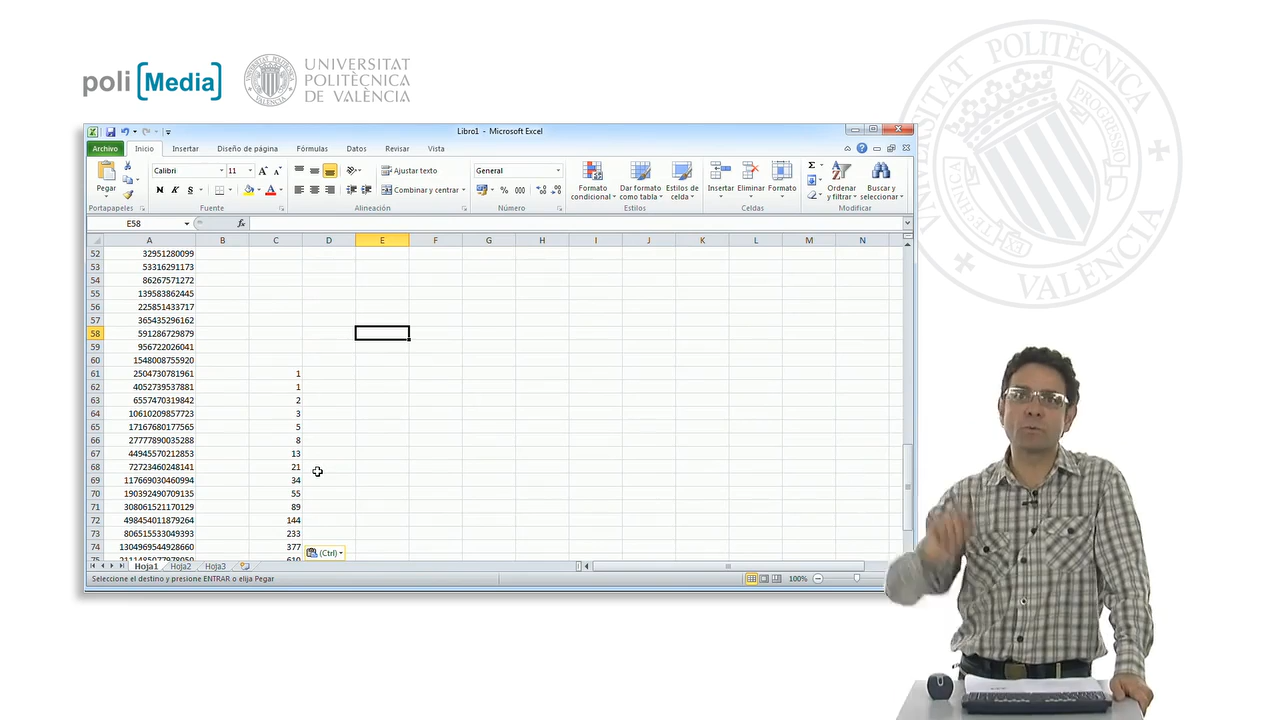 poli [Media]
UNIVERSITAT
POLITÈCNICA
DE VALÈNCIA
UNIVERSITAT POLITÈCNICA
DE VALÈNCIA
Libro1 - Microsoft Excel
Archivo Inicio Insertar Diseño de página Fórmulas Datos Revisar Vista
Calibri 11 General Ajustar texto Combinar y centrar
N K S % 000
Pegar
Formato condicional
Dar formato como tabla
Estilos de celda
Insertar Eliminar Formato
Ordenar y filtrar
Buscar y seleccionar
Portapapeles Fuente Alineación Número Estilos Celdas Modificar
E58 fx
A B C D E F G H I J K L M N
52 32951280099
53 53316291173
54 86267571272
55 139583862445
56 225851433717
57 365435296162
58 591286729879
59 956722026041
60 1548008755920
61 2504730781961 1
62 4052739537881 1
63 6557470319842 2
64 10610209857723 3
65 17167680177565 5
66 27777890035288 8
67 44945570212853 13
68 72723460248141 21
69 117669030460994 34
70 190392490709135 55
71 308061521170129 89
72 498454011879264 144
73 806515533049393 233
74 1304969544928660 377
(Ctrl)
Hoja1 Hoja2 Hoja3
Seleccione el destino y presione ENTRAR o elija Pegar 100%